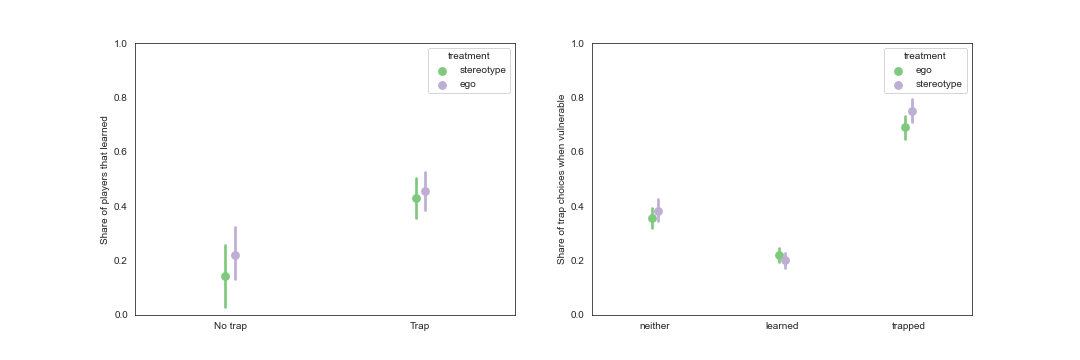 Share of players that learned
1.0
0.8
0.6
0.4
0.2
0.0
treatment
stereotype
ego
No trap
Trap
Share of trap choices when vulnerable
1.0
0.8
0.6
0.4
0.2
0.0
treatment
ego
stereotype
neither
learned
trapped